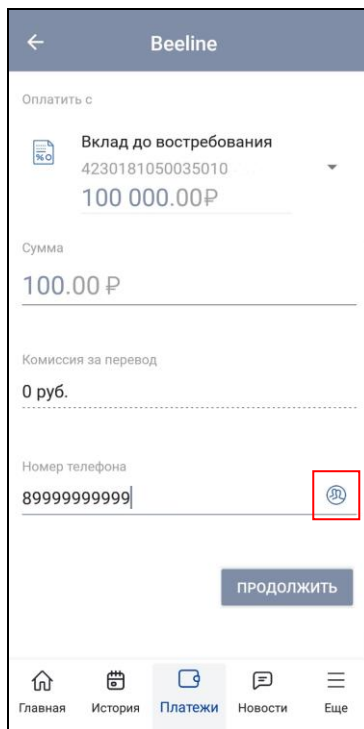 Beeline
Оплатить с
Вклад до востребования
4230181050035010
100 000.00₽
Сумма
100.00 ₽
Комиссия за перевод
0 руб.
Номер телефона
89999999999
ПРОДОЛЖИТЬ
Главная История Платежи Новости Еще